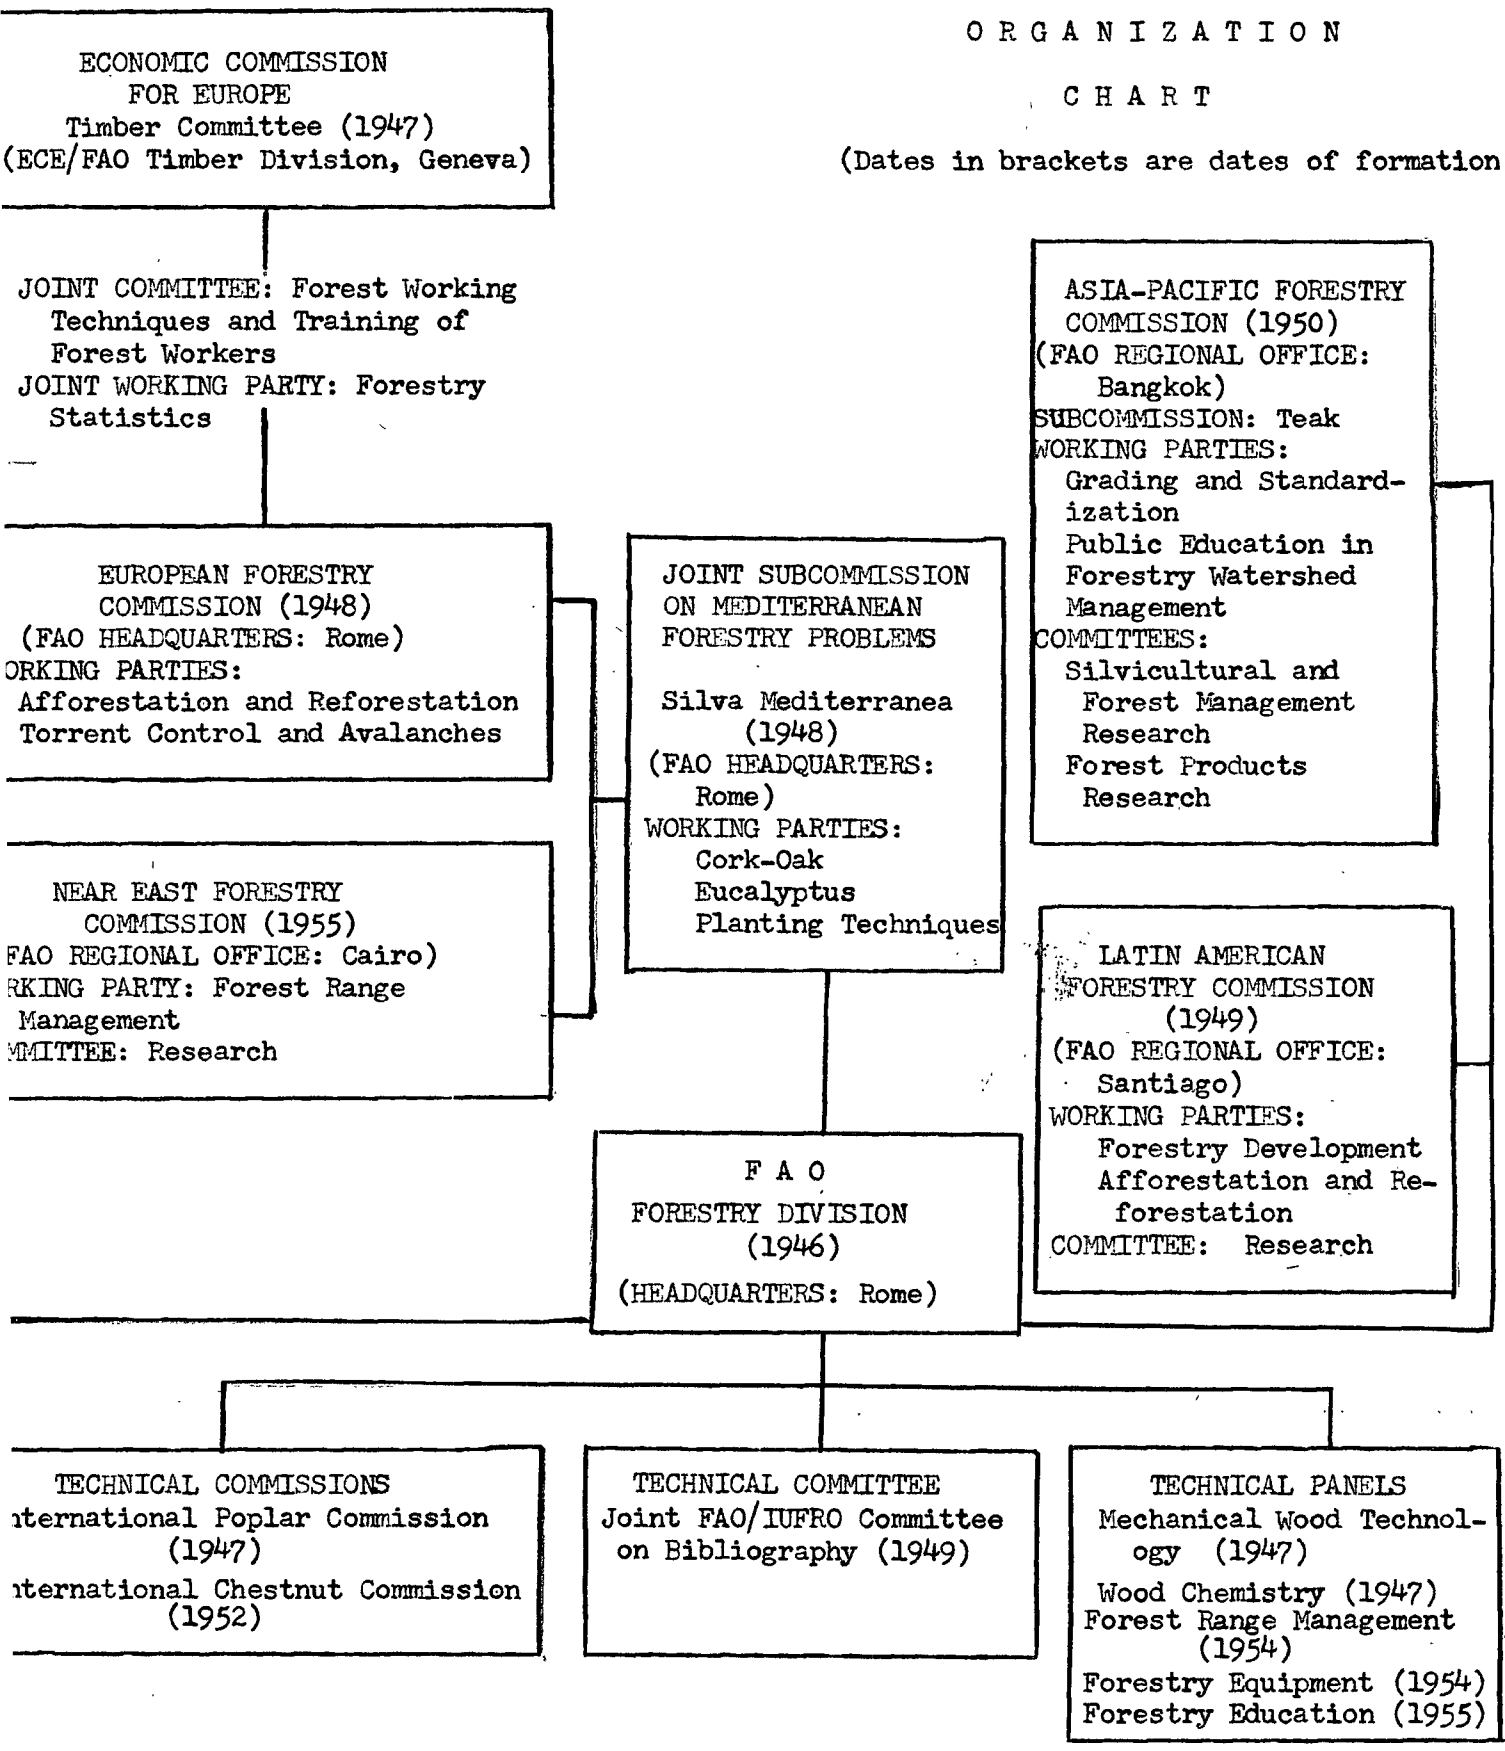 ORGANIZATION
CHART
(Dates in brackets are dates of formation
ECONOMIC COMMISSION
FOR EUROPE
Timber Committee (1947)
(ECE/FAO Timber Division, Geneva)
JOINT COMMITTEE: Forest Working
Techniques and Training of
Forest Workers
JOINT WORKING PARTY: Forestry
Statistics
EUROPEAN FORESTRY
COMMISSION (1948)
(FAO HEADQUARTERS: Rome)
ORKING PARTIES:
Afforestation and Reforestation
Torrent Control and Avalanches
NEAR EAST FORESTRY
COMMISSION (1955)
FAO REGIONAL OFFICE: Cairo)
RKING PARTY: Forest Range
Management
MMITTEE: Research
JOINT SUBCOMMISSION
ON MEDITERRANEAN
FORESTRY PROBLEMS
Silva Mediterranea
(1948)
(FAO HEADQUARTERS:
Rome)
WORKING PARTIES:
Cork-Oak
Eucalyptus
Planting Techniques
ASIA-PACIFIC FORESTRY
COMMISSION (1950)
(FAO REGIONAL OFFICE:
Bangkok)
SUBCOMMISSION: Teak
WORKING PARTIES:
Grading and Standard-
ization
Public Education in
Forestry Watershed
Management
COMMITTEES:
Silvicultural and
Forest Management
Research
Forest Products
Research
LATIN AMERICAN
FORESTRY COMMISSION
(1949)
(FAO REGIONAL OFFICE:
Santiago)
WORKING PARTIES:
Forestry Development
Afforestation and Re-
forestation
COMMITTEE: Research
FAO
FORESTRY DIVISION
(1946)
(HEADQUARTERS: Rome)
TECHNICAL COMMISSIONS
nternational Poplar Commission
(1947)
nternational Chestnut Commission
(1952)
TECHNICAL COMMITTEE
Joint FAO/IUFRO Committee
on Bibliography (1949)
TECHNICAL PANELS
Mechanical Wood Technol-
ogy (1947)
Wood Chemistry (1947)
Forest Range Management
(1954)
Forestry Equipment (1954)
Forestry Education (1955)